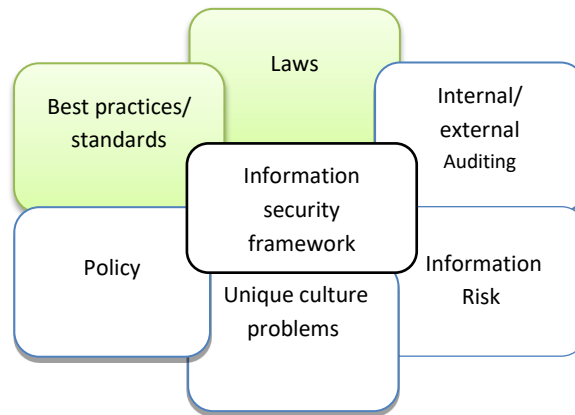 Laws
Best practices/
standards
Internal/
external
Auditing
Information
security
framework
Policy
Information
Risk
Unique culture
problems